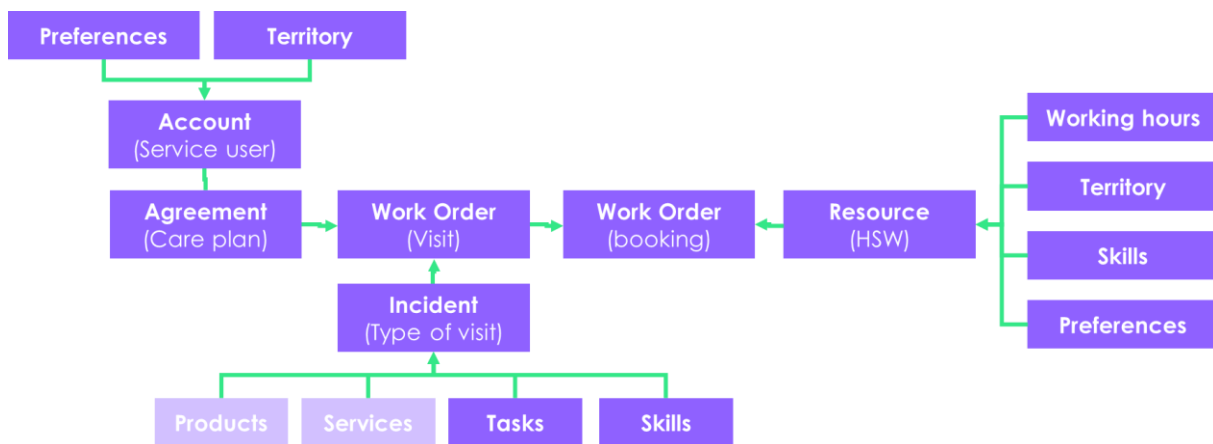 Preferences
Territory
Account
(Service user)
Agreement
(Care plan)
Work Order
(Visit)
Work Order
(booking)
Resource
(HSW)
Working hours
Territory
Skills
Preferences
Incident
(Type of visit)
Products
Services
Tasks
Skills